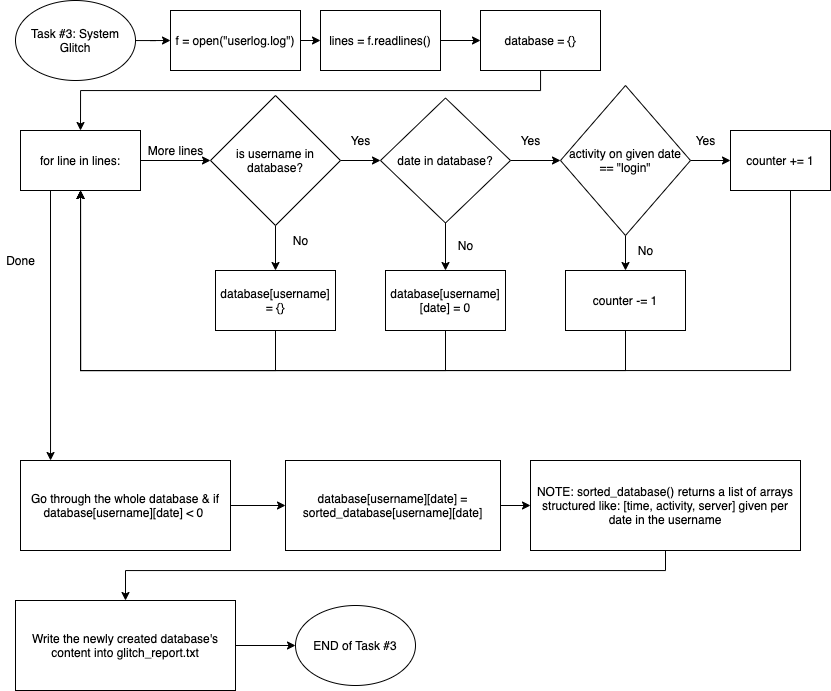 Task #3: System
Glitch
f = open("userlog.log")
lines = f.readlines()
database = {}
for line in lines:
More lines
is username in
database?
Yes
date in database?
Yes
activity on given date
== "login"
Yes
counter += 1
No
No
No
Done
database[username]
= {}
database[username]
[date] = 0
counter -= 1
Go through the whole database & if
database[username][date] < 0
database[username][date] =
sorted_database[username][date]
NOTE: sorted_database() returns a list of arrays
structured like: [time, activity, server] given per
date in the username
Write the newly created database's
content into glitch_report.txt
END of Task #3